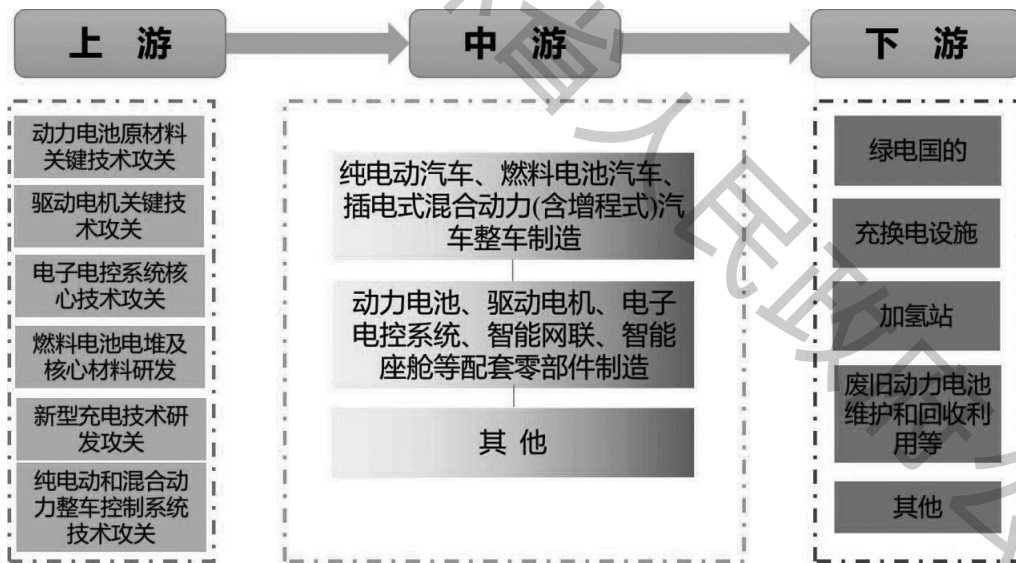 上 游
中 游
下 游
动力电池原材料
关键技术攻关
驱动电机关键技
术攻关
电子电控系统核
心技术攻关
燃料电池电堆及
核心材料研发
新型充电技术研
发攻关
纯电动和混合动
力整车控制系统
技术攻关
纯电动汽车、燃料电池汽车、
插电式混合动力(含增程式)汽
车整车制造
动力电池、驱动电机、电子
电控系统、智能网联、智能
座舱等配套零部件制造
其 他
绿电国的
充换电设施
加氢站
废旧动力电池
维护和回收利
用等
其他
省人民政府公